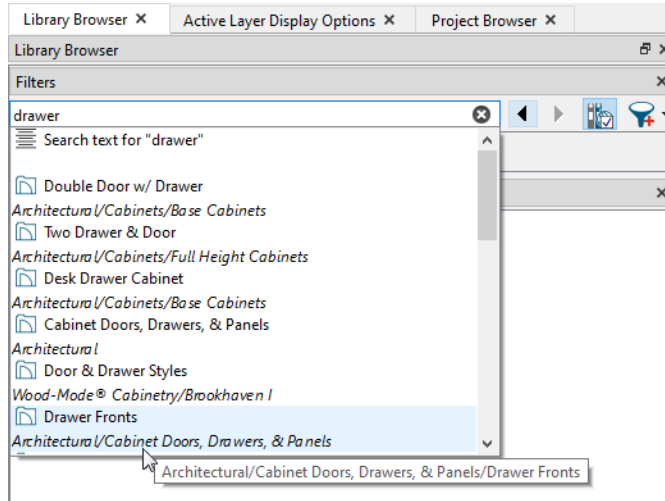 Library Browser ✕ Active Layer Display Options ✕ Project Browser ✕
Library Browser
Filters
drawer
Search text for "drawer"
Double Door w/ Drawer
Architectural/Cabinets/Base Cabinets
Two Drawer & Door
Architectural/Cabinets/Full Height Cabinets
Desk Drawer Cabinet
Architectural/Cabinets/Base Cabinets
Cabinet Doors, Drawers, & Panels
Architectural
Door & Drawer Styles
Wood-Mode® Cabinetry/Brookhaven I
Drawer Fronts
Architectural/Cabinet Doors, Drawers, & Panels
Architectural/Cabinet Doors, Drawers, & Panels/Drawer Fronts